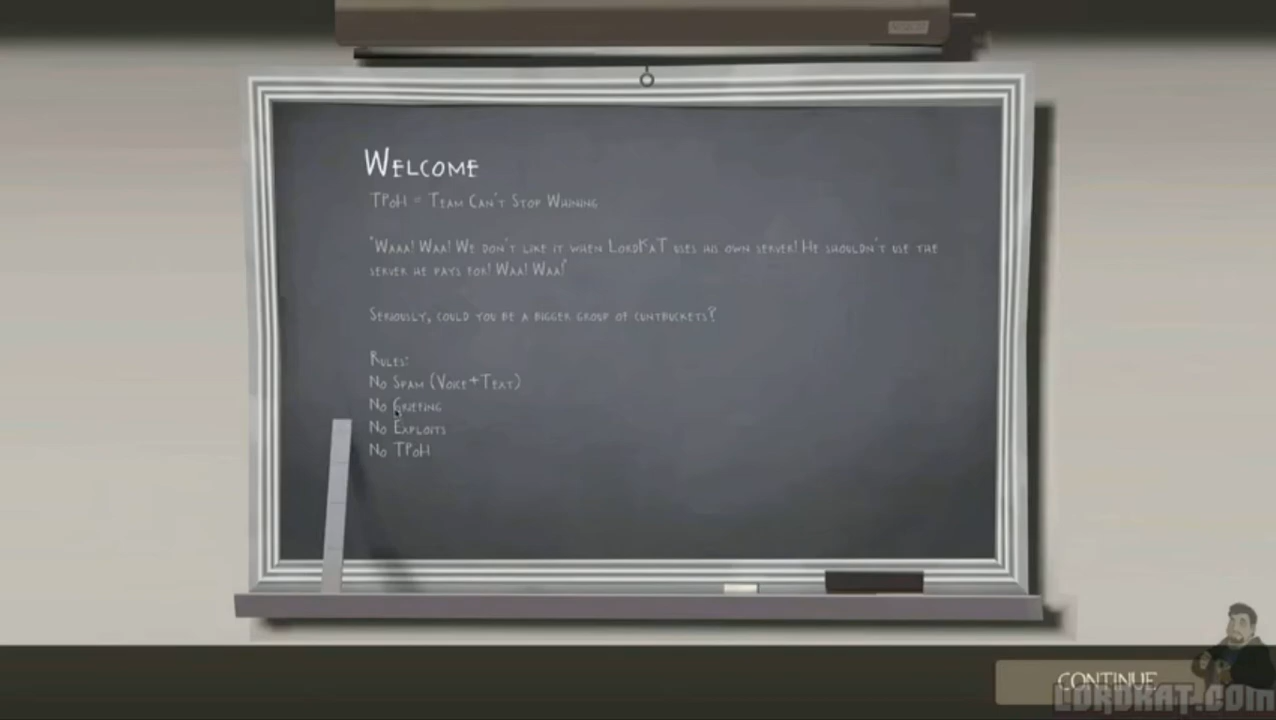 Welcome
TPoH = Team Can't Stop Whining
"Waaa! Waa! We don't like it when LordKaT uses his own server! He shouldn't use the
server he pays for! Waa! Waa!"
Seriously, could you be a bigger group of cuntbuckets?
Rules:
No Spam (Voice+Text)
No Griefing
No Exploits
No TPoH
CONTINUE
LORDKAT.COM